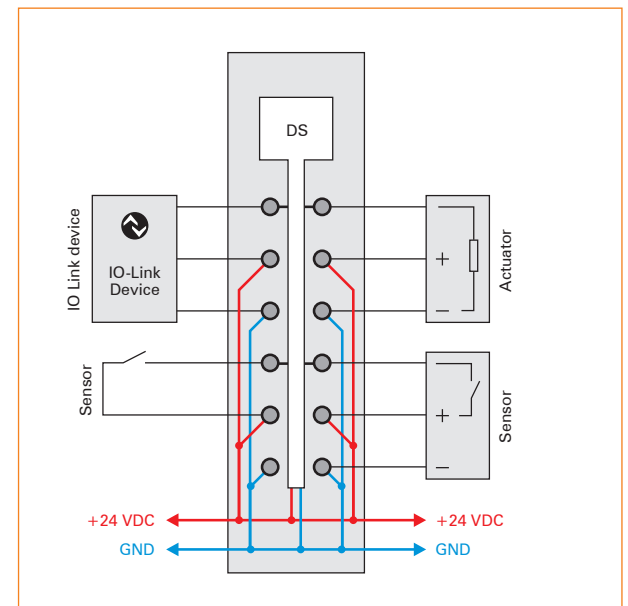 DS
IO Link device
IO-Link
Device
+
−
Actuator
Sensor
+
−
Sensor
+24 VDC
+24 VDC
GND
GND